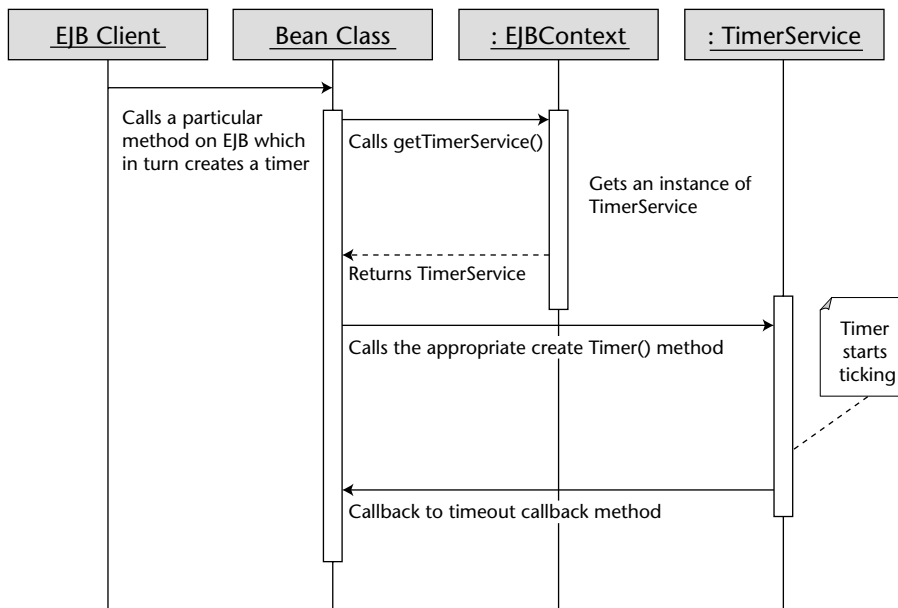 EJB Client
Bean Class
: EJBContext
: TimerService
Calls a particular
method on EJB which
in turn creates a timer
Calls getTimerService()
Gets an instance of
TimerService
Returns TimerService
Calls the appropriate create Timer() method
Timer
starts
ticking
Callback to timeout callback method